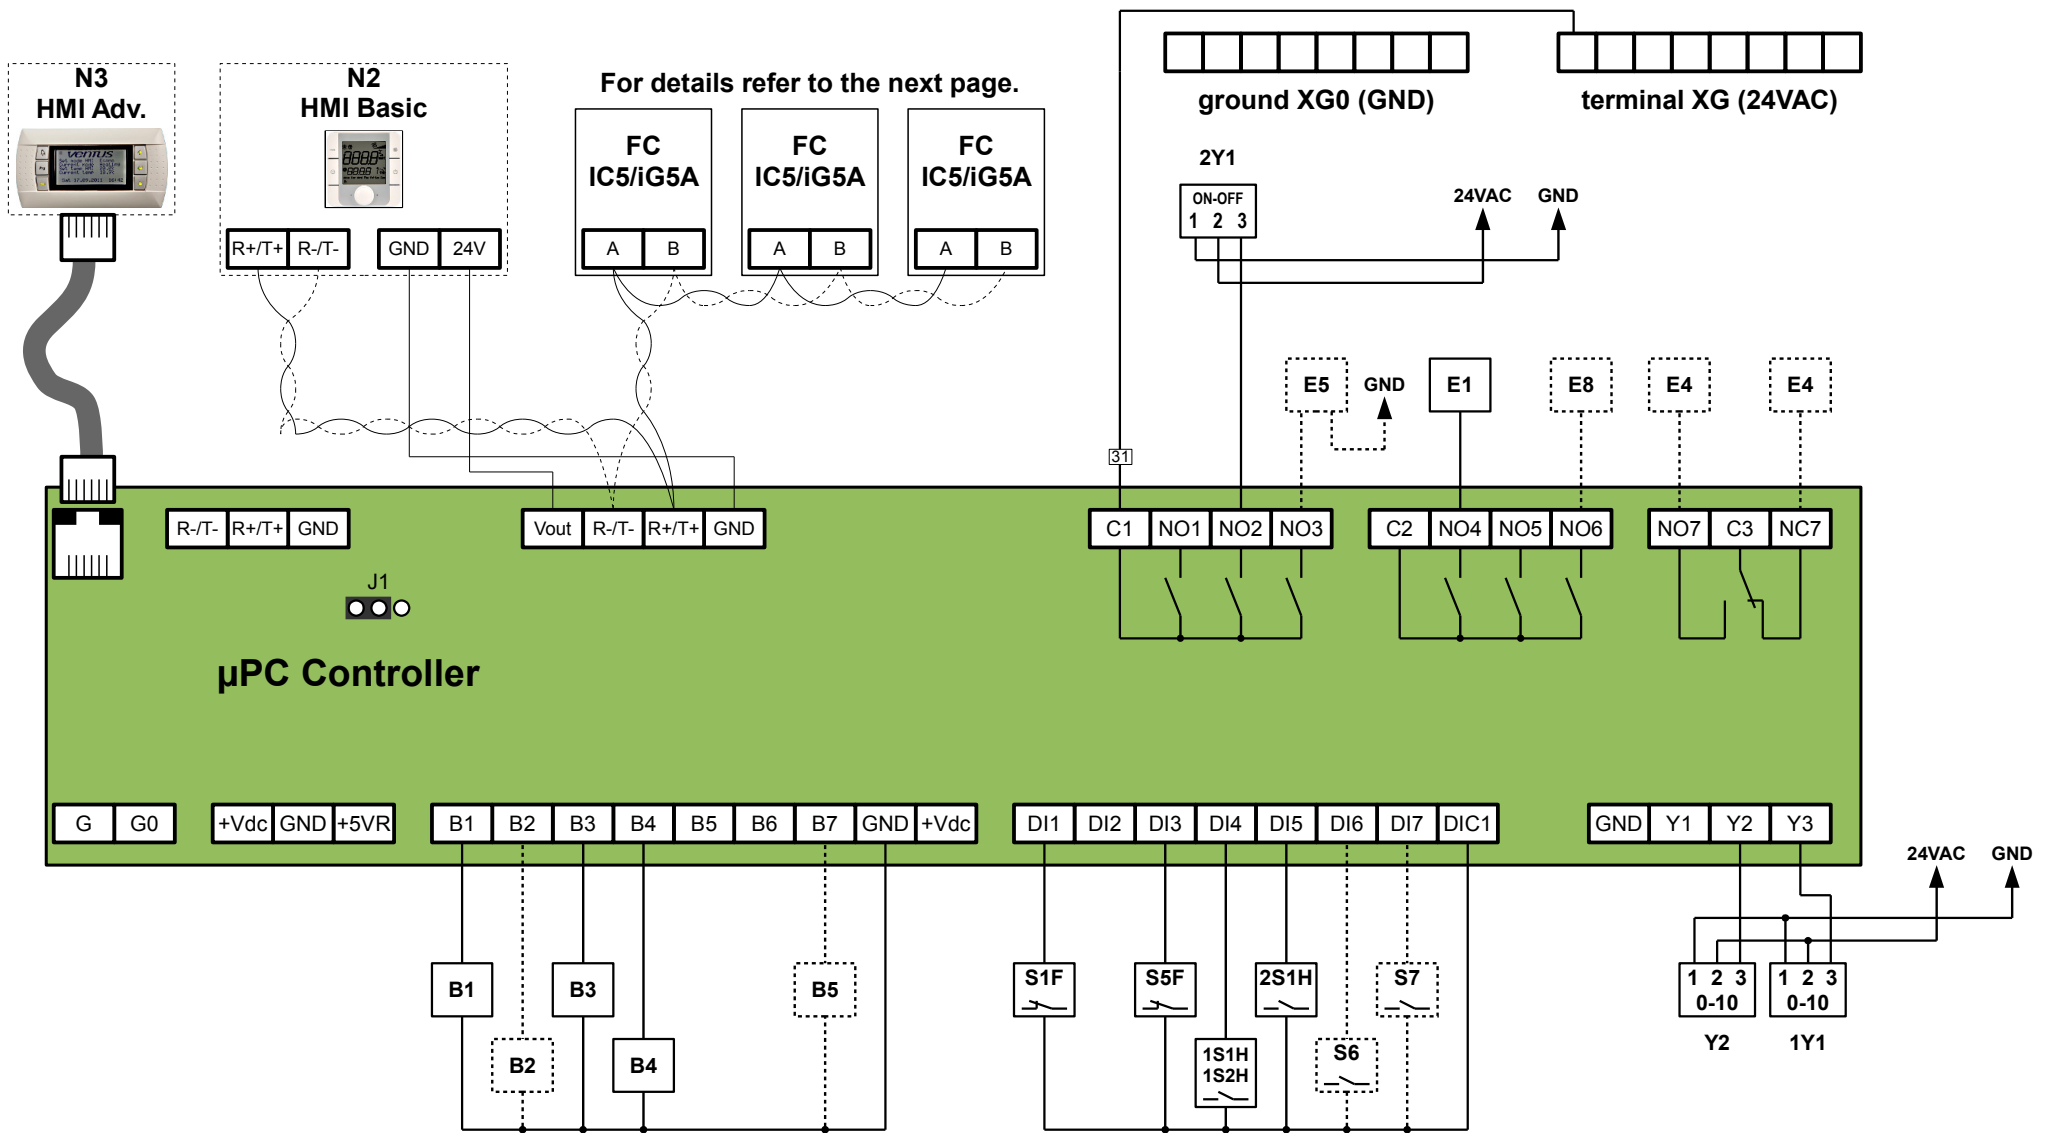 N3
HMI Adv.
VENTUS
N2
HMI Basic
R+/T+ R-/T- GND 24V
For details refer to the next page.
FC
IC5/iG5A
A B
FC
IC5/iG5A
A B
FC
IC5/iG5A
A B
ground XG0 (GND)
terminal XG (24VAC)
2Y1
ON-OFF
1 2 3
24VAC GND
31
E5 GND E1 E8 E4 E4
R-/T- R+/T+ GND
Vout R-/T- R+/T+ GND
C1 NO1 NO2 NO3
C2 NO4 NO5 NO6
NO7 C3 NC7
J1
µPC Controller
G G0
+Vdc GND +5VR
B1 B2 B3 B4 B5 B6 B7 GND +Vdc
DI1 DI2 DI3 DI4 DI5 DI6 DI7 DIC1
GND Y1 Y2 Y3
24VAC GND
B1 B3 B5
B2 B4
S1F S5F 2S1H S7
1S1H
1S2H
S6
1 2 3
0-10
Y2
1 2 3
0-10
1Y1